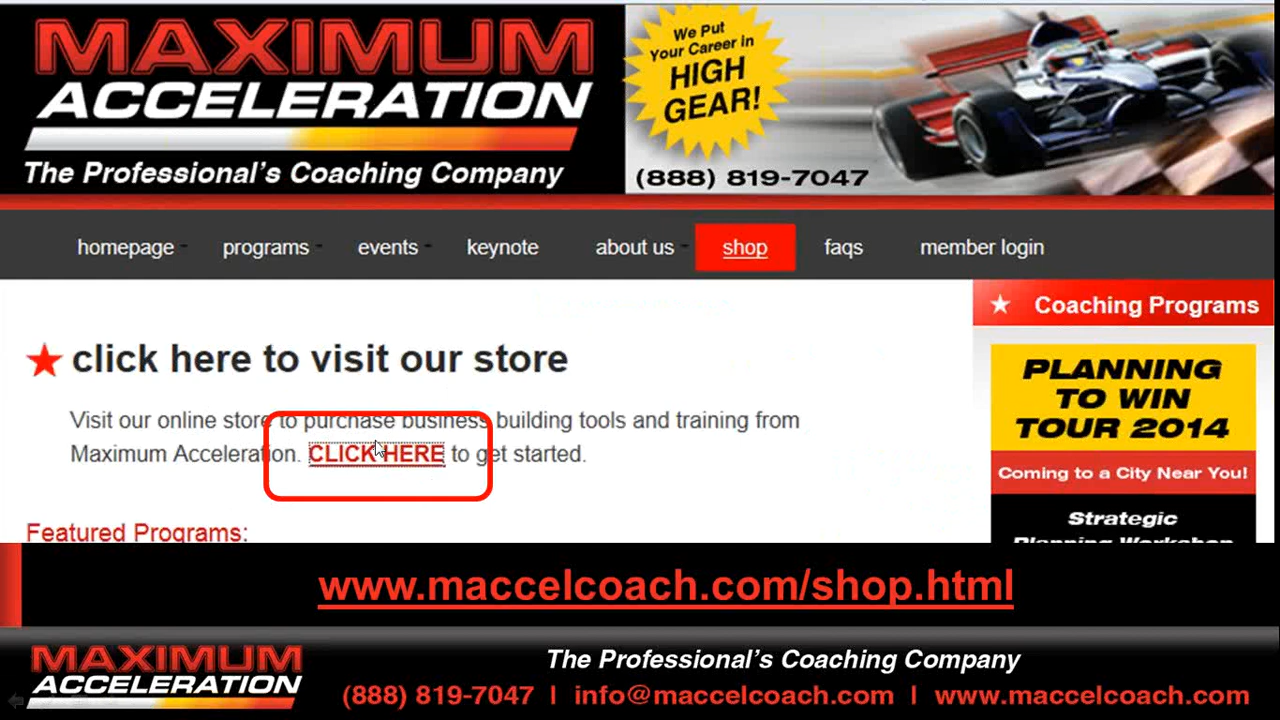 MAXIMUM
ACCELERATION
The Professional's Coaching Company
We Put
Your Career in
HIGH
GEAR!
(888) 819-7047
homepage programs events keynote about us shop faqs member login
click here to visit our store
Visit our online store to purchase business building tools and training from
Maximum Acceleration. CLICK HERE to get started.
Featured Programs:
Coaching Programs
PLANNING
TO WIN
TOUR 2014
Coming to a City Near You!
Strategic
Planning Workshop
www.maccelcoach.com/shop.html
MAXIMUM
ACCELERATION
The Professional's Coaching Company
(888) 819-7047 | info@maccelcoach.com | www.maccelcoach.com